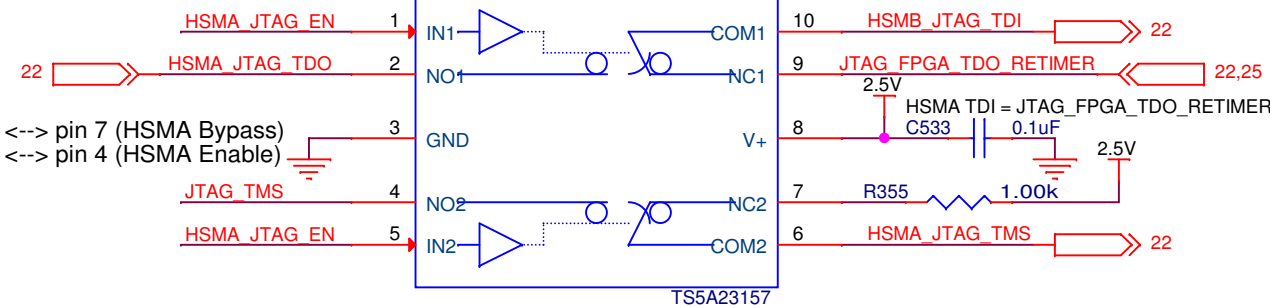 HSMA_JTAG_EN 1 IN1 COM1 10 HSMB_JTAG_TDI 22
22 HSMA_JTAG_TDO 2 NO1 NC1 9 JTAG_FPGA_TDO_RETIMER 22,25
2.5V
HSMA TDI = JTAG_FPGA_TDO_RETIMER
<--> pin 7 (HSMA Bypass) 3 GND V+ 8 C533 0.1uF
<--> pin 4 (HSMA Enable)
2.5V
JTAG_TMS 4 NO2 NC2 7 R355 1.00k
HSMA_JTAG_EN 5 IN2 COM2 6 HSMA_JTAG_TMS 22
TS5A23157